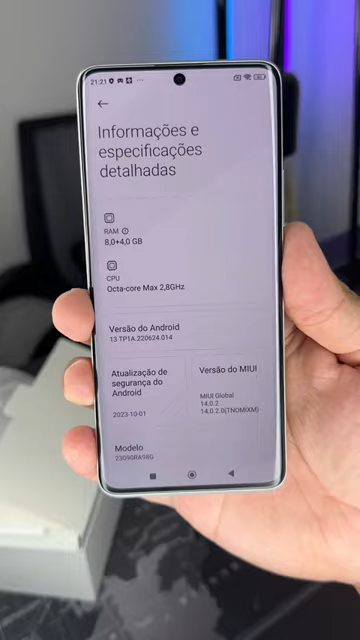 21:21
Informações e
especificações
detalhadas
RAM
8,0+4,0 GB
CPU
Octa-core Max 2,8GHz
Versão do Android
13 TP1A.220624.014
Atualização de
segurança do
Android
2023-10-01
Versão do MIUI
MIUI Global
14.0.2
14.0.2.0(TNOMIXM)
Modelo
23090RA98G